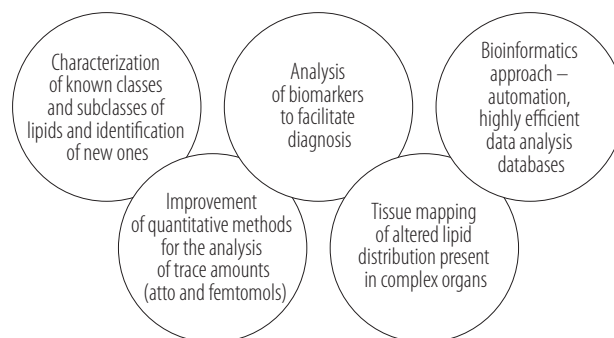 Characterization
of known classes
and subclasses of
lipids and identification
of new ones
Analysis
of biomarkers
to facilitate
diagnosis
Bioinformatics
approach –
automation,
highly efficient
data analysis
databases
Improvement
of quantitative methods
for the analysis
of trace amounts
(atto and femtomols)
Tissue mapping
of altered lipid
distribution present
in complex organs